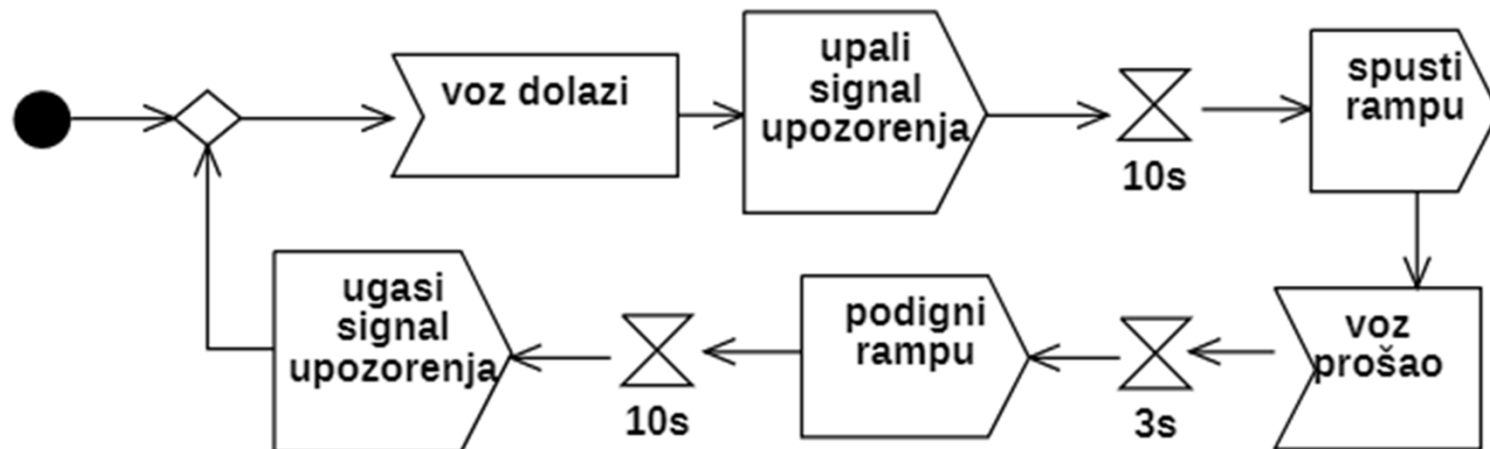 voz dolazi
upali
signal
upozorenja
10s
spusti
rampu
voz
prošao
3s
podigni
rampu
10s
ugasi
signal
upozorenja